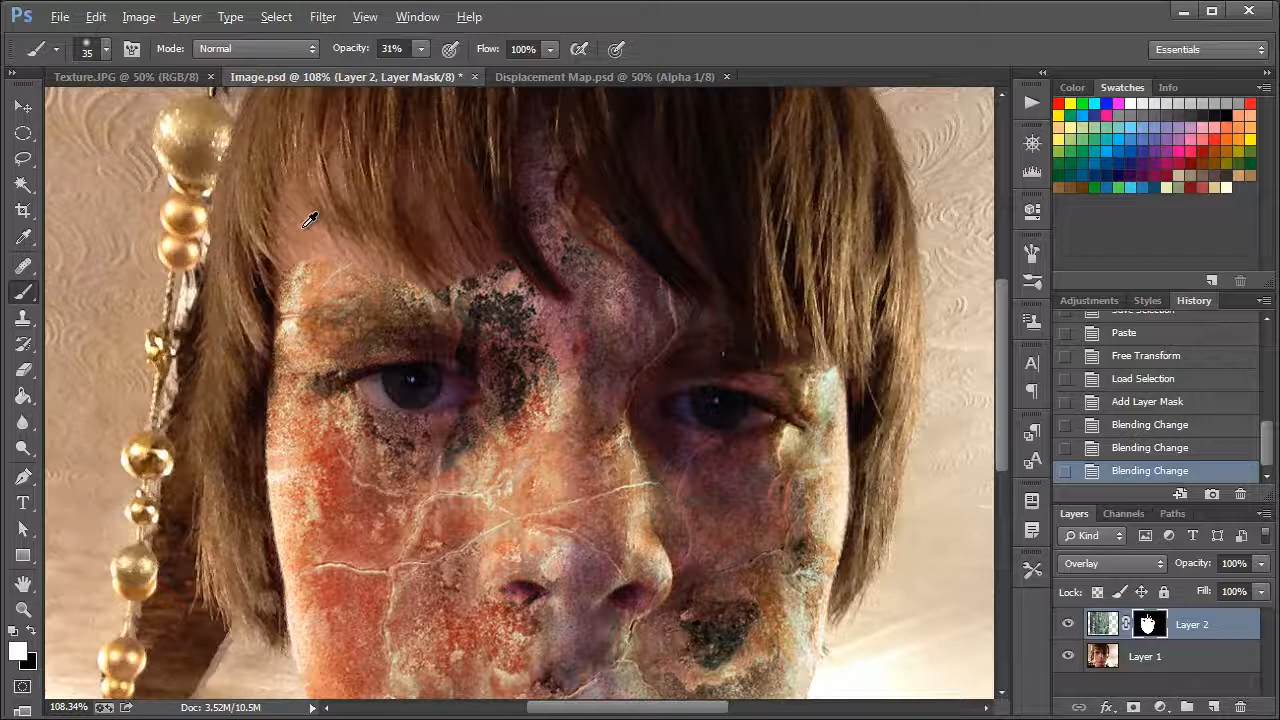 Ps File Edit Image Layer Type Select Filter View Window Help
35 Mode: Normal Opacity: 31% Flow: 100% Essentials
Texture.JPG @ 50% (RGB/8) × Image.psd @ 108% (Layer 2, Layer Mask/8) * × Displacement Map.psd @ 50% (Alpha 1/8) ×
Color Swatches Info
Adjustments Styles History
Save Selection
Paste
Free Transform
Load Selection
Add Layer Mask
Blending Change
Blending Change
Blending Change
Layers Channels Paths
Kind
Overlay Opacity: 100%
Lock: Fill: 100%
Layer 2
Layer 1
108.34% Doc: 3.52M/10.5M